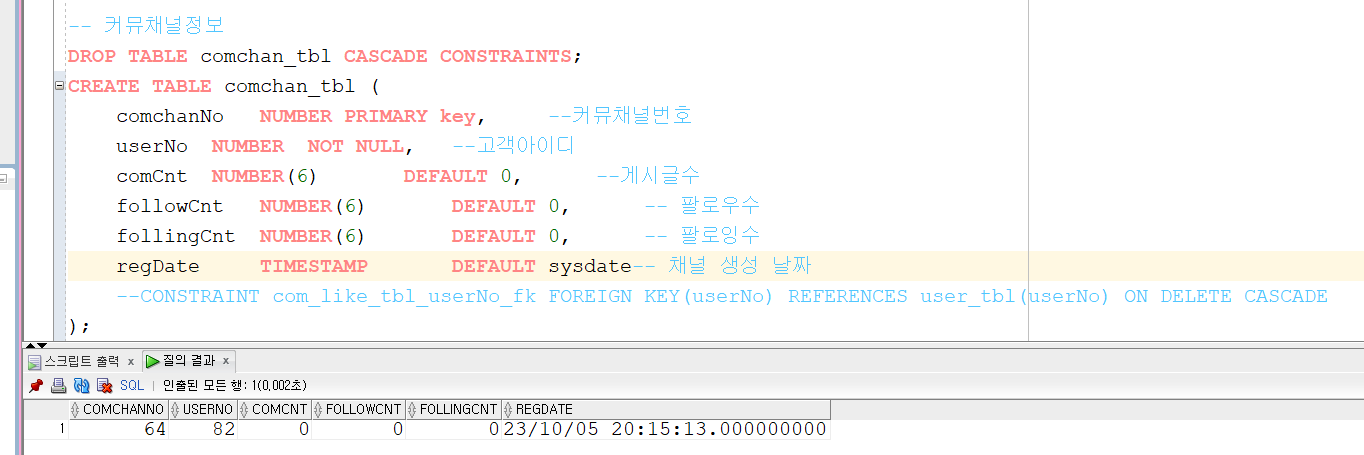 -- 커뮤채널정보
DROP TABLE comchan_tbl CASCADE CONSTRAINTS;
CREATE TABLE comchan_tbl (
comchanNo NUMBER PRIMARY key, --커뮤채널번호
userNo NUMBER NOT NULL, --고객아이디
comCnt NUMBER(6) DEFAULT 0, --게시글수
followCnt NUMBER(6) DEFAULT 0, -- 팔로우수
follingCnt NUMBER(6) DEFAULT 0, -- 팔로잉수
regDate TIMESTAMP DEFAULT sysdate-- 채널 생성 날짜
--CONSTRAINT com_like_tbl_userNo_fk FOREIGN KEY(userNo) REFERENCES user_tbl(userNo) ON DELETE CASCADE
);
스크립트 출력 x 질의 결과 x
SQL | 인출된 모든 행: 1(0,002초)
COMCHANNO USERNO COMCNT FOLLOWCNT FOLLINGCNT REGDATE
1 64 82 0 0 0 23/10/05 20:15:13.000000000